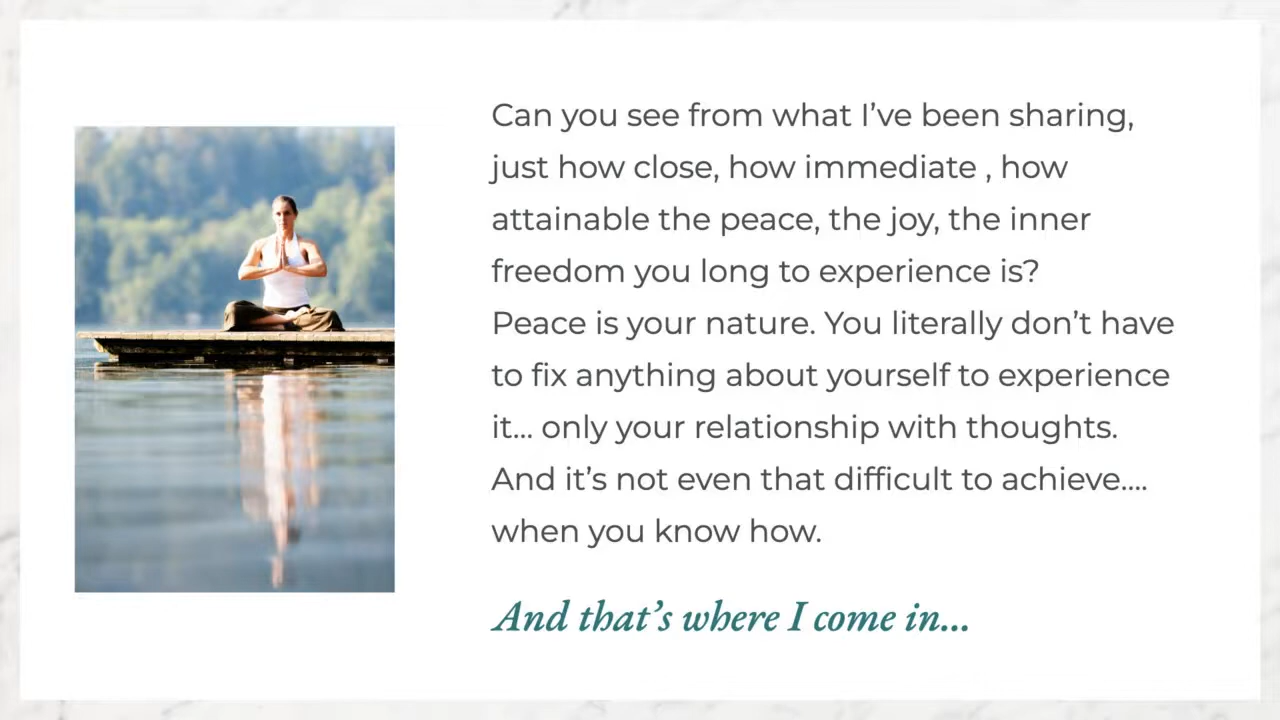 Can you see from what I’ve been sharing,
just how close, how immediate , how
attainable the peace, the joy, the inner
freedom you long to experience is?
Peace is your nature. You literally don’t have
to fix anything about yourself to experience
it... only your relationship with thoughts.
And it’s not even that difficult to achieve....
when you know how.
And that’s where I come in...